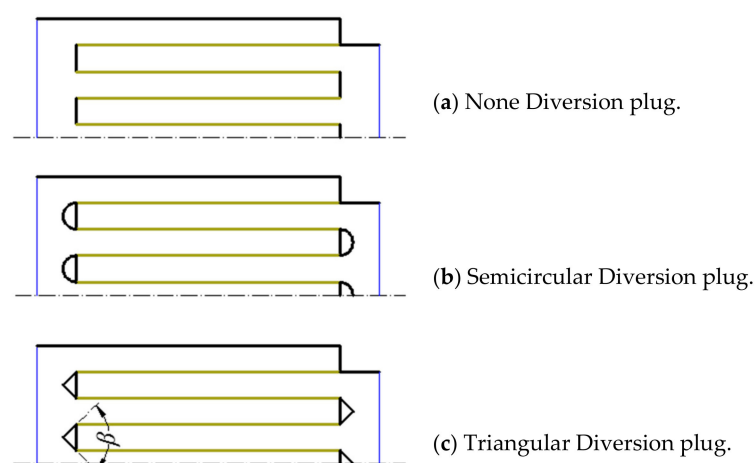 (a) None Diversion plug.
(b) Semicircular Diversion plug.
β
(c) Triangular Diversion plug.